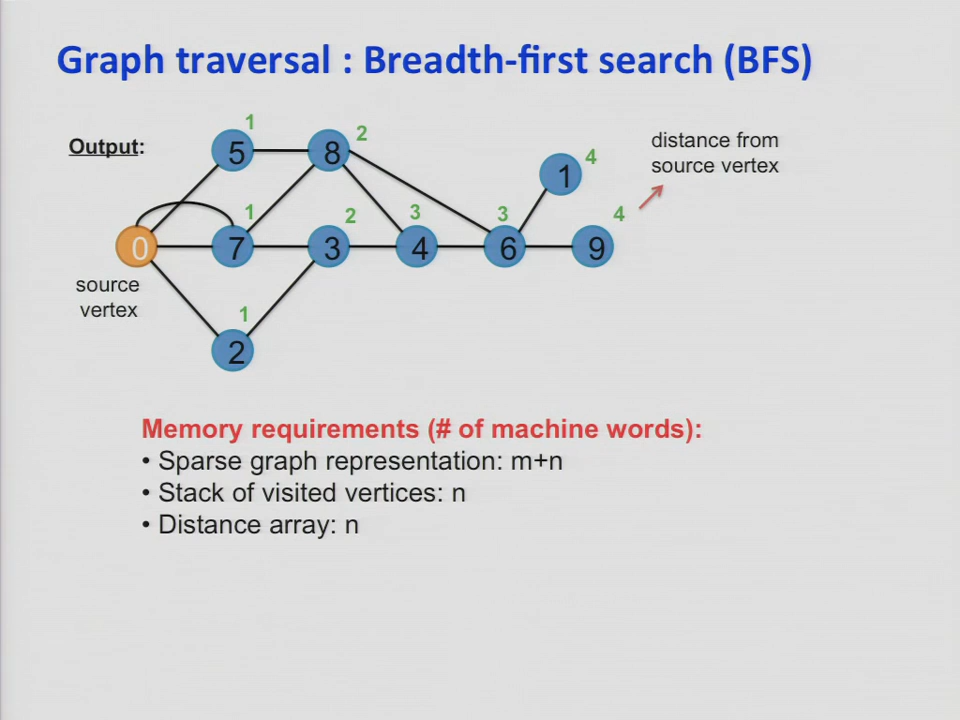 Graph traversal : Breadth-first search (BFS)
Output:
1
5
8
2
1
4
distance from
source vertex
0
source
vertex
1
7
2
3
3
4
3
6
4
9
1
2
Memory requirements (# of machine words):
• Sparse graph representation: m+n
• Stack of visited vertices: n
• Distance array: n